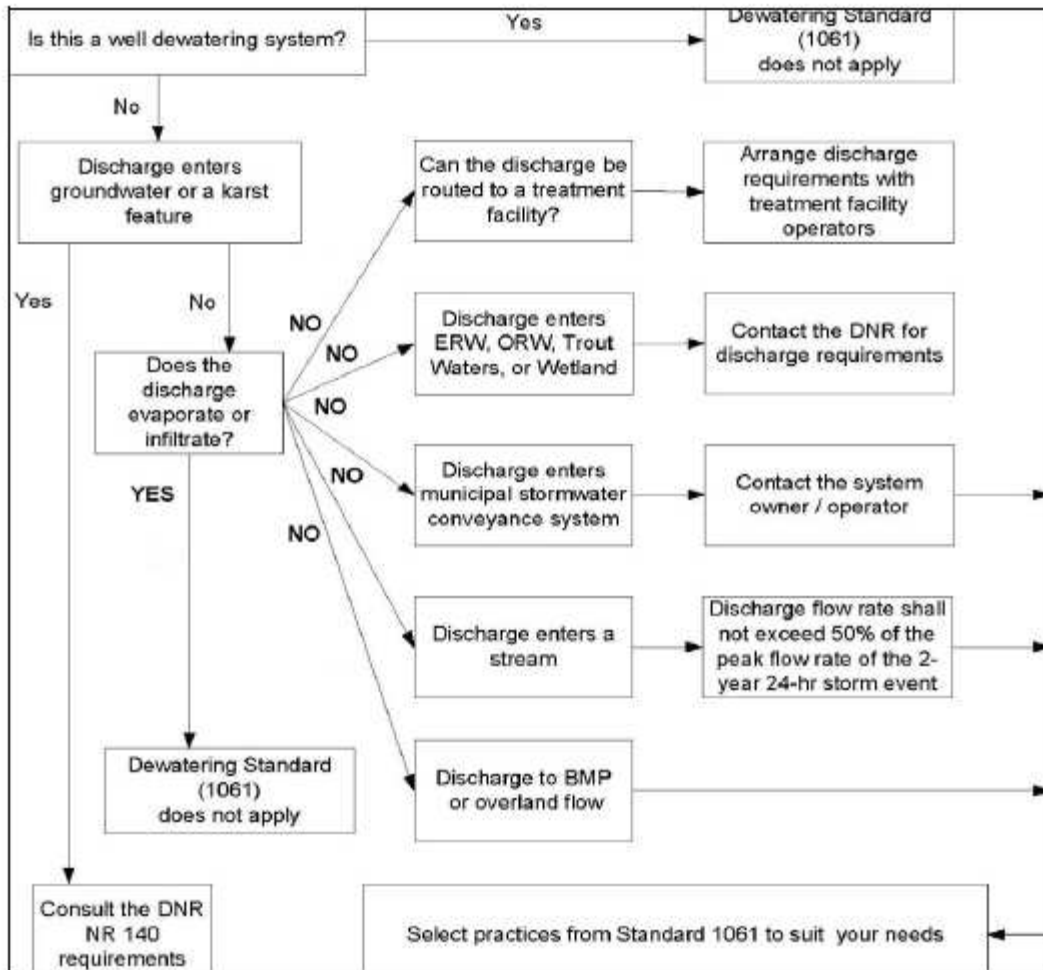 Is this a well dewatering system?
Yes
Dewatering Standard
(1061)
does not apply
No
Discharge enters
groundwater or a karst
feature
Can the discharge be
routed to a treatment
facility?
Arrange discharge
requirements with
treatment facility
operators
Yes
No
NO
Discharge enters
ERW, ORW, Trout
Waters, or Wetland
Contact the DNR for
discharge requirements
NO
Does the
discharge
evaporate or
infiltrate?
NO
YES
NO
Discharge enters
municipal stormwater
conveyance system
Contact the system
owner / operator
NO
Discharge enters a
stream
Discharge flow rate shall
not exceed 50% of the
peak flow rate of the 2-
year 24-hr storm event
Dewatering Standard
(1061)
does not apply
Discharge to BMP
or overland flow
Consult the DNR
NR 140
requirements
Select practices from Standard 1061 to suit your needs